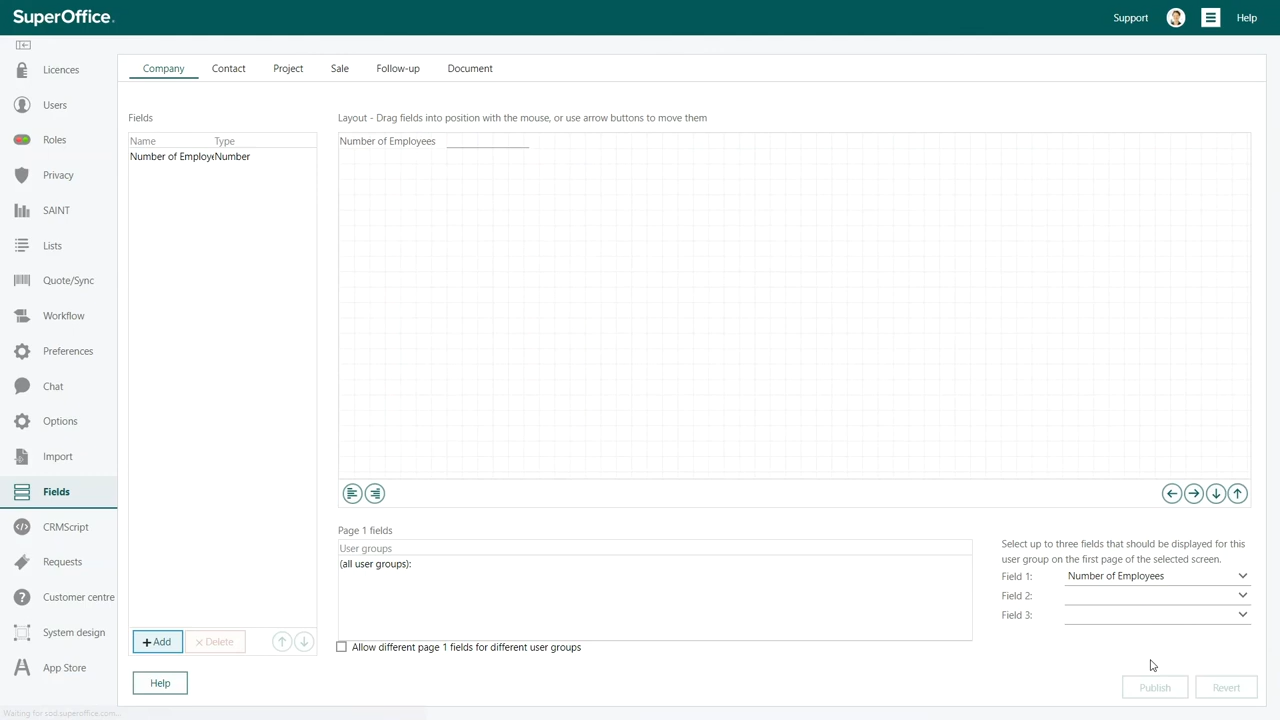 SuperOffice.
Support
Help
Licences
Users
Roles
Privacy
SAINT
Lists
Quote/Sync
Workflow
Preferences
Chat
Options
Import
Fields
CRMScript
Requests
Customer centre
System design
App Store
Company
Contact
Project
Sale
Follow-up
Document
Fields
Name Type
Number of Employe Number
Layout - Drag fields into position with the mouse, or use arrow buttons to move them
Number of Employees
Page 1 fields
User groups
(all user groups):
Select up to three fields that should be displayed for this
user group on the first page of the selected screen.
Field 1: Number of Employees
Field 2:
Field 3:
+ Add
× Delete
Allow different page 1 fields for different user groups
Help
Publish
Revert
Waiting for sod.superoffice.com...